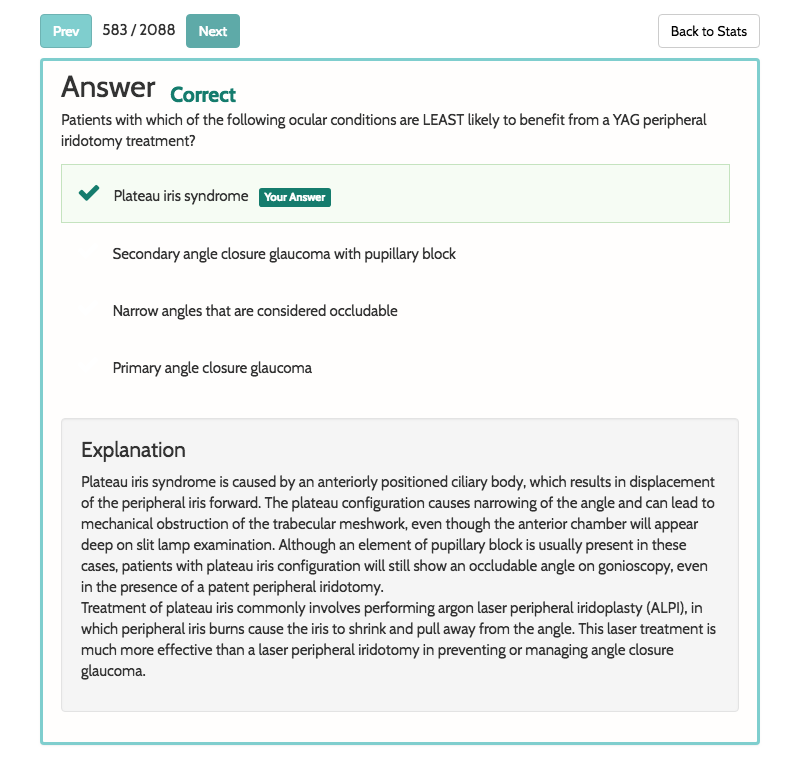 Prev 583 / 2088 Next Back to Stats
Answer Correct
Patients with which of the following ocular conditions are LEAST likely to benefit from a YAG peripheral
iridotomy treatment?
Plateau iris syndrome Your Answer
Secondary angle closure glaucoma with pupillary block
Narrow angles that are considered occludable
Primary angle closure glaucoma
Explanation
Plateau iris syndrome is caused by an anteriorly positioned ciliary body, which results in displacement
of the peripheral iris forward. The plateau configuration causes narrowing of the angle and can lead to
mechanical obstruction of the trabecular meshwork, even though the anterior chamber will appear
deep on slit lamp examination. Although an element of pupillary block is usually present in these
cases, patients with plateau iris configuration will still show an occludable angle on gonioscopy, even
in the presence of a patent peripheral iridotomy.
Treatment of plateau iris commonly involves performing argon laser peripheral iridoplasty (ALPI), in
which peripheral iris burns cause the iris to shrink and pull away from the angle. This laser treatment is
much more effective than a laser peripheral iridotomy in preventing or managing angle closure
glaucoma.